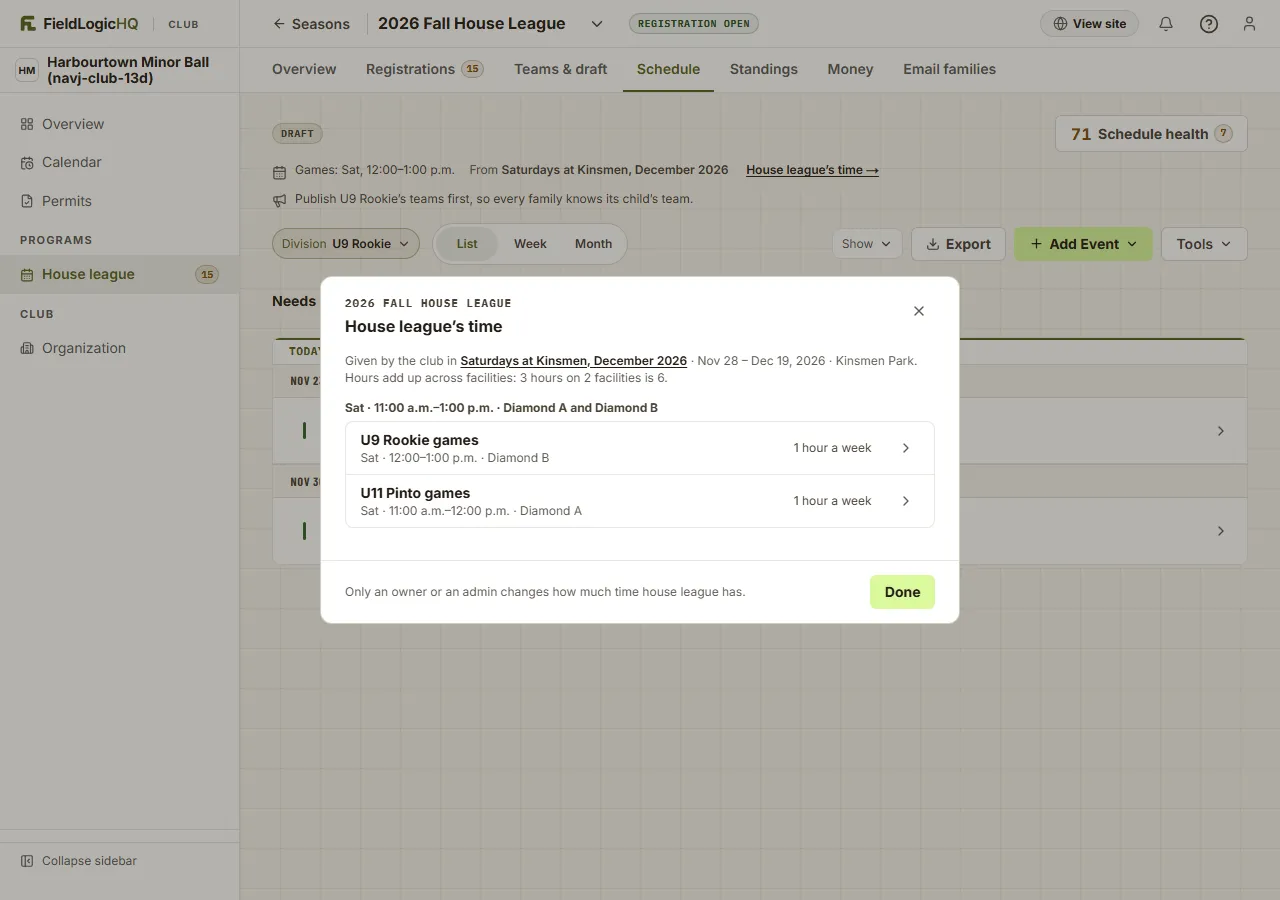 FieldLogicHQ CLUB
← Seasons 2026 Fall House League REGISTRATION OPEN View site
HM Harbourtown Minor Ball
(navj-club-13d)
Overview Registrations 15 Teams & draft Schedule Standings Money Email families
Overview
Calendar
Permits
PROGRAMS
House league 15
CLUB
Organization
Collapse sidebar
DRAFT
71 Schedule health 7
Games: Sat, 12:00–1:00 p.m. From Saturdays at Kinsmen, December 2026 House league’s time →
Publish U9 Rookie’s teams first, so every family knows its child’s team.
Division U9 Rookie List Week Month Show Export + Add Event Tools
Needs
TODAY
NOV 2
NOV 30
2026 FALL HOUSE LEAGUE
House league’s time
Given by the club in Saturdays at Kinsmen, December 2026 · Nov 28 – Dec 19, 2026 · Kinsmen Park.
Hours add up across facilities: 3 hours on 2 facilities is 6.
Sat · 11:00 a.m.–1:00 p.m. · Diamond A and Diamond B
U9 Rookie games
Sat · 12:00–1:00 p.m. · Diamond B
1 hour a week
U11 Pinto games
Sat · 11:00 a.m.–12:00 p.m. · Diamond A
1 hour a week
Only an owner or an admin changes how much time house league has.
Done